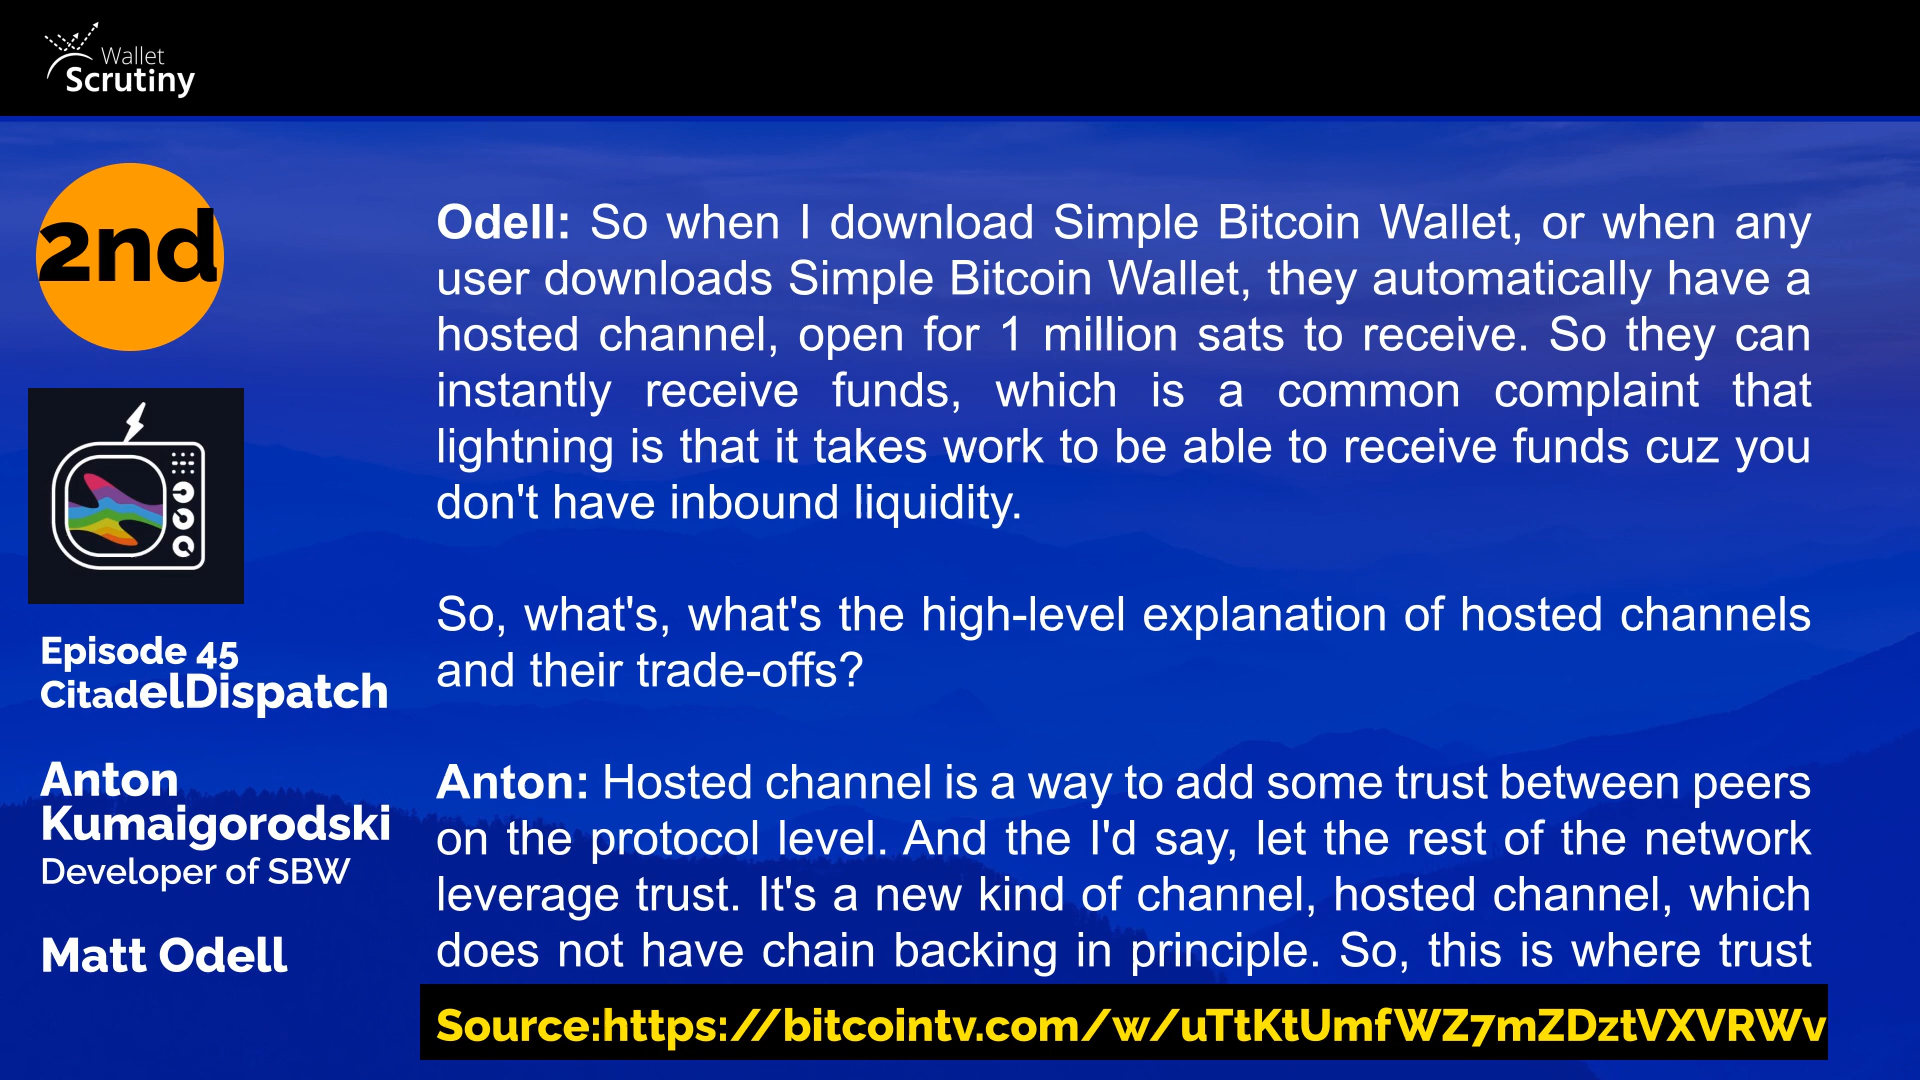 Wallet
Scrutiny
2nd
Episode 45
CitadelDispatch
Anton
Kumaigorodski
Developer of SBW
Matt Odell
Odell: So when I download Simple Bitcoin Wallet, or when any
user downloads Simple Bitcoin Wallet, they automatically have a
hosted channel, open for 1 million sats to receive. So they can
instantly receive funds, which is a common complaint that
lightning is that it takes work to be able to receive funds cuz you
don't have inbound liquidity.
So, what's, what's the high-level explanation of hosted channels
and their trade-offs?
Anton: Hosted channel is a way to add some trust between peers
on the protocol level. And the I'd say, let the rest of the network
leverage trust. It's a new kind of channel, hosted channel, which
does not have chain backing in principle. So, this is where trust
Source:https://bitcointv.com/w/uTtKtUmfWZ7mZDztVXVRWv